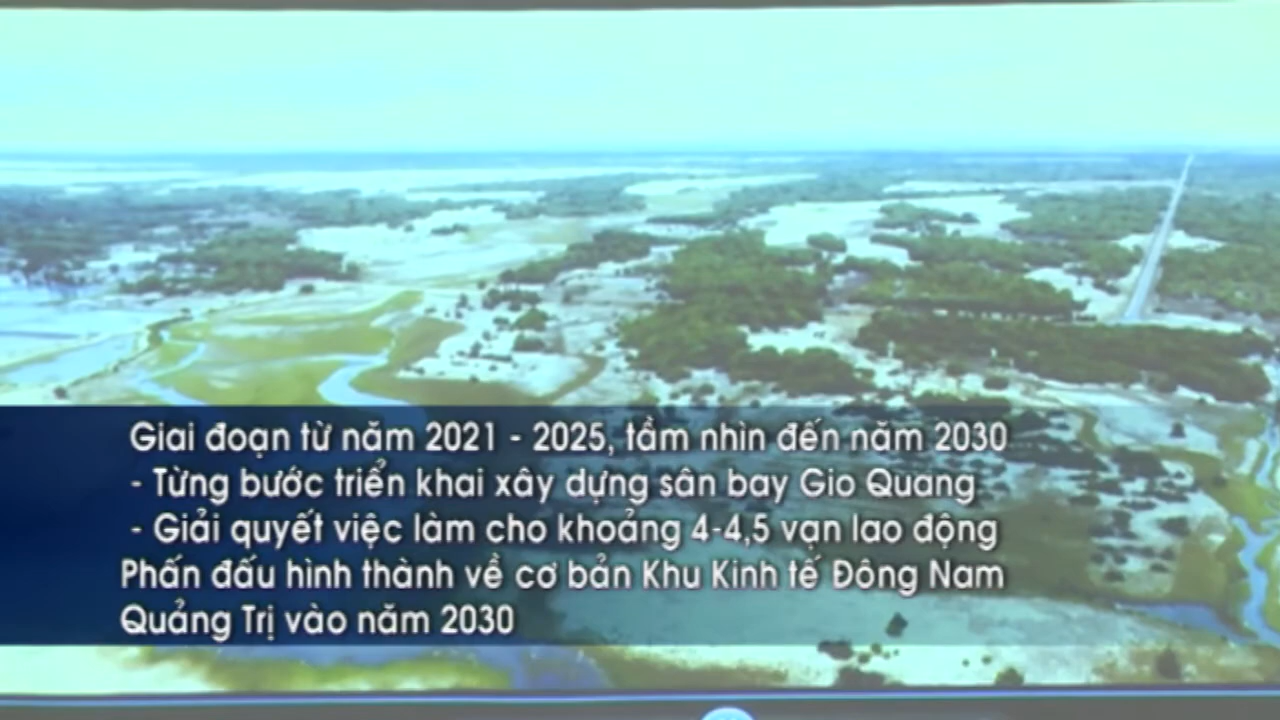 Giai đoạn từ năm 2021 - 2025, tầm nhìn đến năm 2030
- Từng bước triển khai xây dựng sân bay Gio Quang
- Giải quyết việc làm cho khoảng 4-4,5 vạn lao động
Phấn đấu hình thành về cơ bản Khu Kinh tế Đông Nam
Quảng Trị vào năm 2030